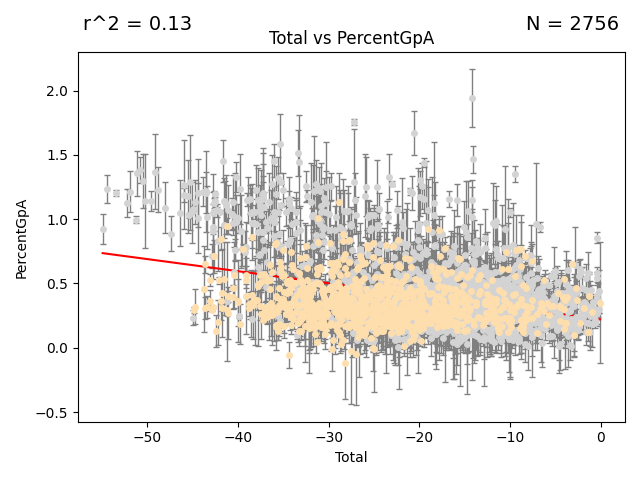 r^2 = 0.13
N = 2756
Total vs PercentGpA
PercentGpA
2.0
1.5
1.0
0.5
0.0
−0.5
−50
−40
−30
−20
−10
0
Total